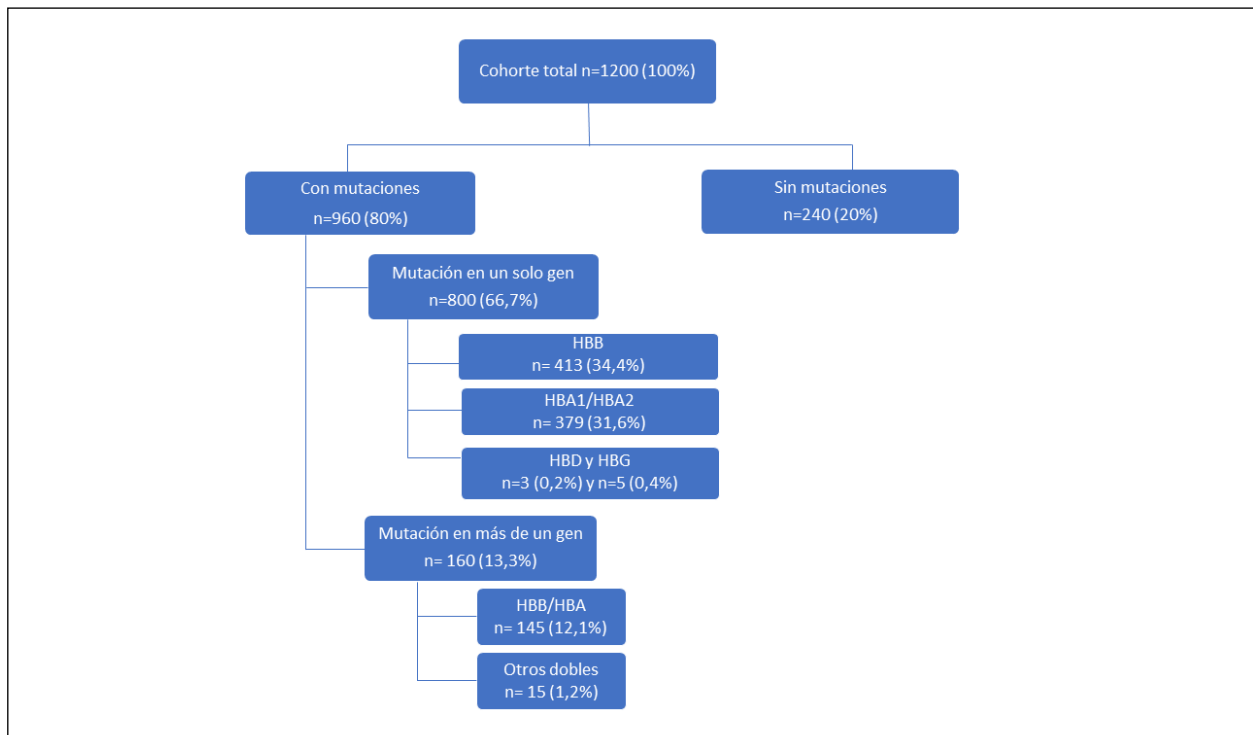 Cohorte total n=1200 (100%)
Con mutaciones
n=960 (80%)
Sin mutaciones
n=240 (20%)
Mutación en un solo gen
n=800 (66,7%)
HBB
n= 413 (34,4%)
HBA1/HBA2
n= 379 (31,6%)
HBD y HBG
n=3 (0,2%) y n=5 (0,4%)
Mutación en más de un gen
n= 160 (13,3%)
HBB/HBA
n= 145 (12,1%)
Otros dobles
n= 15 (1,2%)